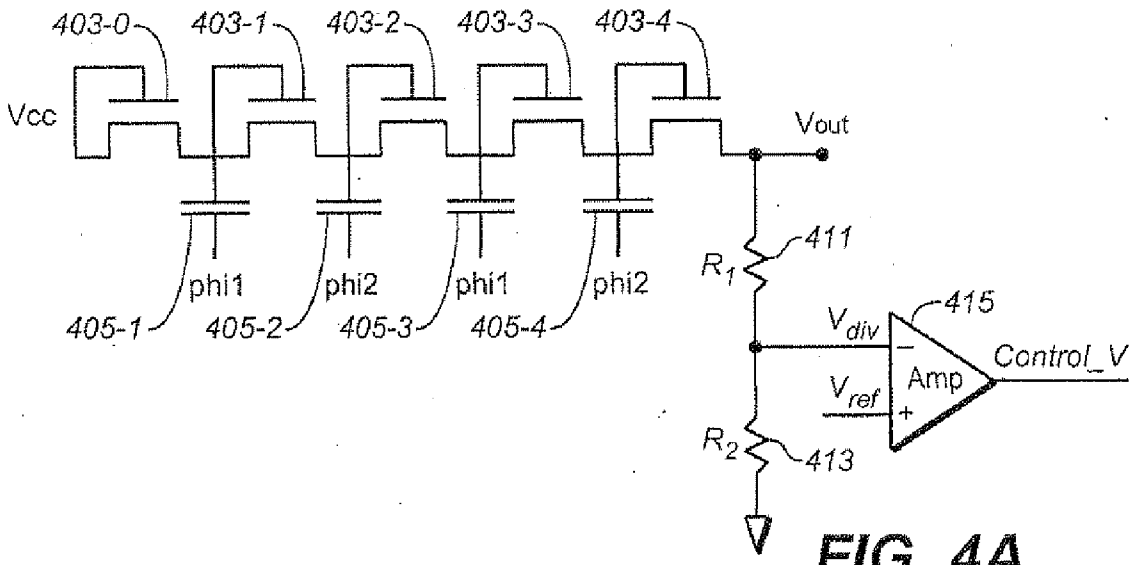 403-0 403-1 403-2 403-3 403-4
Vcc
Vout
phi1 phi2 phi1 phi2
405-1 405-2 405-3 405-4
R1 411
Vdiv
415
−
Amp
Control_V
Vref
+
R2 413
FIG. 4A